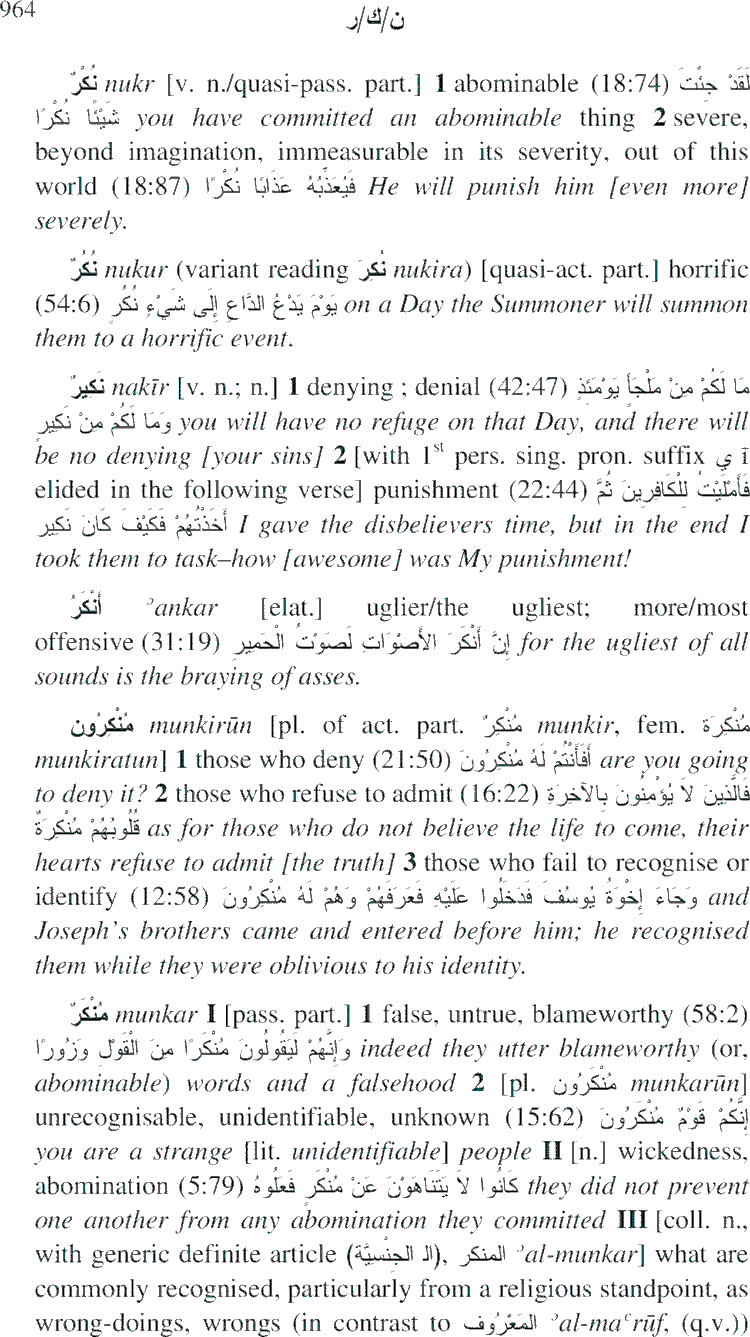 964
ن/ك/ر
نُكْرٌ nukr [v. n./quasi-pass. part.] 1 abominable (18:74) لَقَدْ جِئْتَ
شَيْئًا نُكْرًا you have committed an abominable thing 2 severe,
beyond imagination, immeasurable in its severity, out of this
world (18:87) فَيُعَذِّبُهُ عَذَابًا نُكْرًا He will punish him [even more]
severely.
نُكُرٌ nukur (variant reading نُكِرَ nukira) [quasi-act. part.] horrific
(54:6) يَوْمَ يَدْعُ الدَّاعِ إِلَى شَيْءٍ نُكُرٍ on a Day the Summoner will summon
them to a horrific event.
نَكِيرٌ nakīr [v. n.; n.] 1 denying ; denial (42:47) مَا لَكُمْ مِنْ مَلْجَأٍ يَوْمَئِذٍ
وَمَا لَكُمْ مِنْ نَكِيرٍ you will have no refuge on that Day, and there will
be no denying [your sins] 2 [with 1st pers. sing. pron. suffix ي ī
elided in the following verse] punishment (22:44) فَأَمْلَيْتُ لِلْكَافِرِينَ ثُمَّ
أَخَذْتُهُمْ فَكَيْفَ كَانَ نَكِيرِ I gave the disbelievers time, but in the end I
took them to task–how [awesome] was My punishment!
أَنْكَرُ ʾankar [elat.] uglier/the ugliest; more/most
offensive (31:19) إِنَّ أَنْكَرَ الأَصْوَاتِ لَصَوْتُ الْحَمِيرِ for the ugliest of all
sounds is the braying of asses.
مُنْكِرُون munkirūn [pl. of act. part. مُنْكِرٌ munkir, fem. مُنْكِرَة
munkiratun] 1 those who deny (21:50) أَفَأَنْتُمْ لَهُ مُنْكِرُونَ are you going
to deny it? 2 those who refuse to admit (16:22) فَالَّذِينَ لاَ يُؤْمِنُونَ بِالآخِرَةِ
قُلُوبُهُمْ مُنْكِرَةٌ as for those who do not believe the life to come, their
hearts refuse to admit [the truth] 3 those who fail to recognise or
identify (12:58) وَجَاءَ إِخْوَةُ يُوسُفَ فَدَخَلُوا عَلَيْهِ فَعَرَفَهُمْ وَهُمْ لَهُ مُنْكِرُونَ and
Joseph's brothers came and entered before him; he recognised
them while they were oblivious to his identity.
مُنْكَرٌ munkar I [pass. part.] 1 false, untrue, blameworthy (58:2)
وَإِنَّهُمْ لَيَقُولُونَ مُنْكَرًا مِنَ الْقَوْلِ وَزُورًا indeed they utter blameworthy (or,
abominable) words and a falsehood 2 [pl. مُنْكَرُون munkarūn]
unrecognisable, unidentifiable, unknown (15:62) إِنَّكُمْ قَوْمٌ مُنْكَرُونَ
you are a strange [lit. unidentifiable] people II [n.] wickedness,
abomination (5:79) كَانُوا لاَ يَتَنَاهَوْنَ عَنْ مُنْكَرٍ فَعَلُوهُ they did not prevent
one another from any abomination they committed III [coll. n.,
with generic definite article (الـ الجِنْسِيَّة), المنكر ʾal-munkar] what are
commonly recognised, particularly from a religious standpoint, as
wrong-doings, wrongs (in contrast to المَعْرُوف ʾal-maʿrūf, (q.v.))